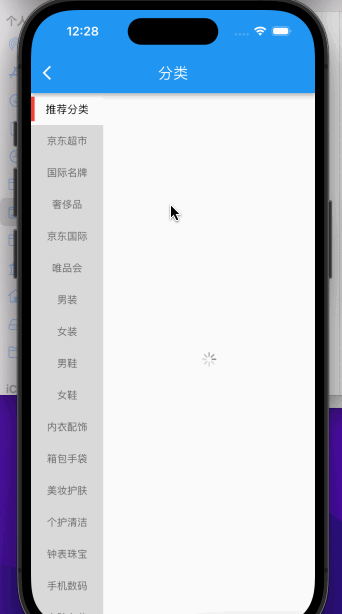 个人
12:28
分类
推荐分类
京东超市
国际名牌
奢侈品
京东国际
唯品会
男装
女装
男鞋
女鞋
内衣配饰
iC
箱包手袋
美妆护肤
个护清洁
钟表珠宝
手机数码